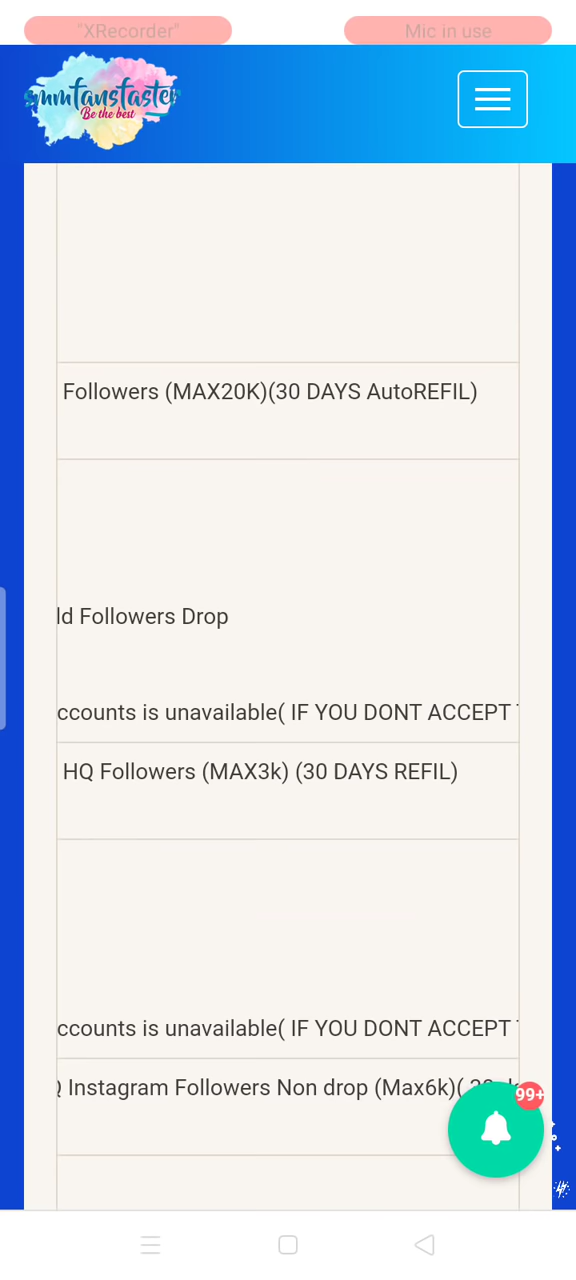 "XRecorder"
Mic in use
smmfansfaster
Be the best
Followers (MAX20K)(30 DAYS AutoREFIL)
ld Followers Drop
ccounts is unavailable( IF YOU DONT ACCEPT
HQ Followers (MAX3k) (30 DAYS REFIL)
ccounts is unavailable( IF YOU DONT ACCEPT
Instagram Followers Non drop (Max6k)(
99+